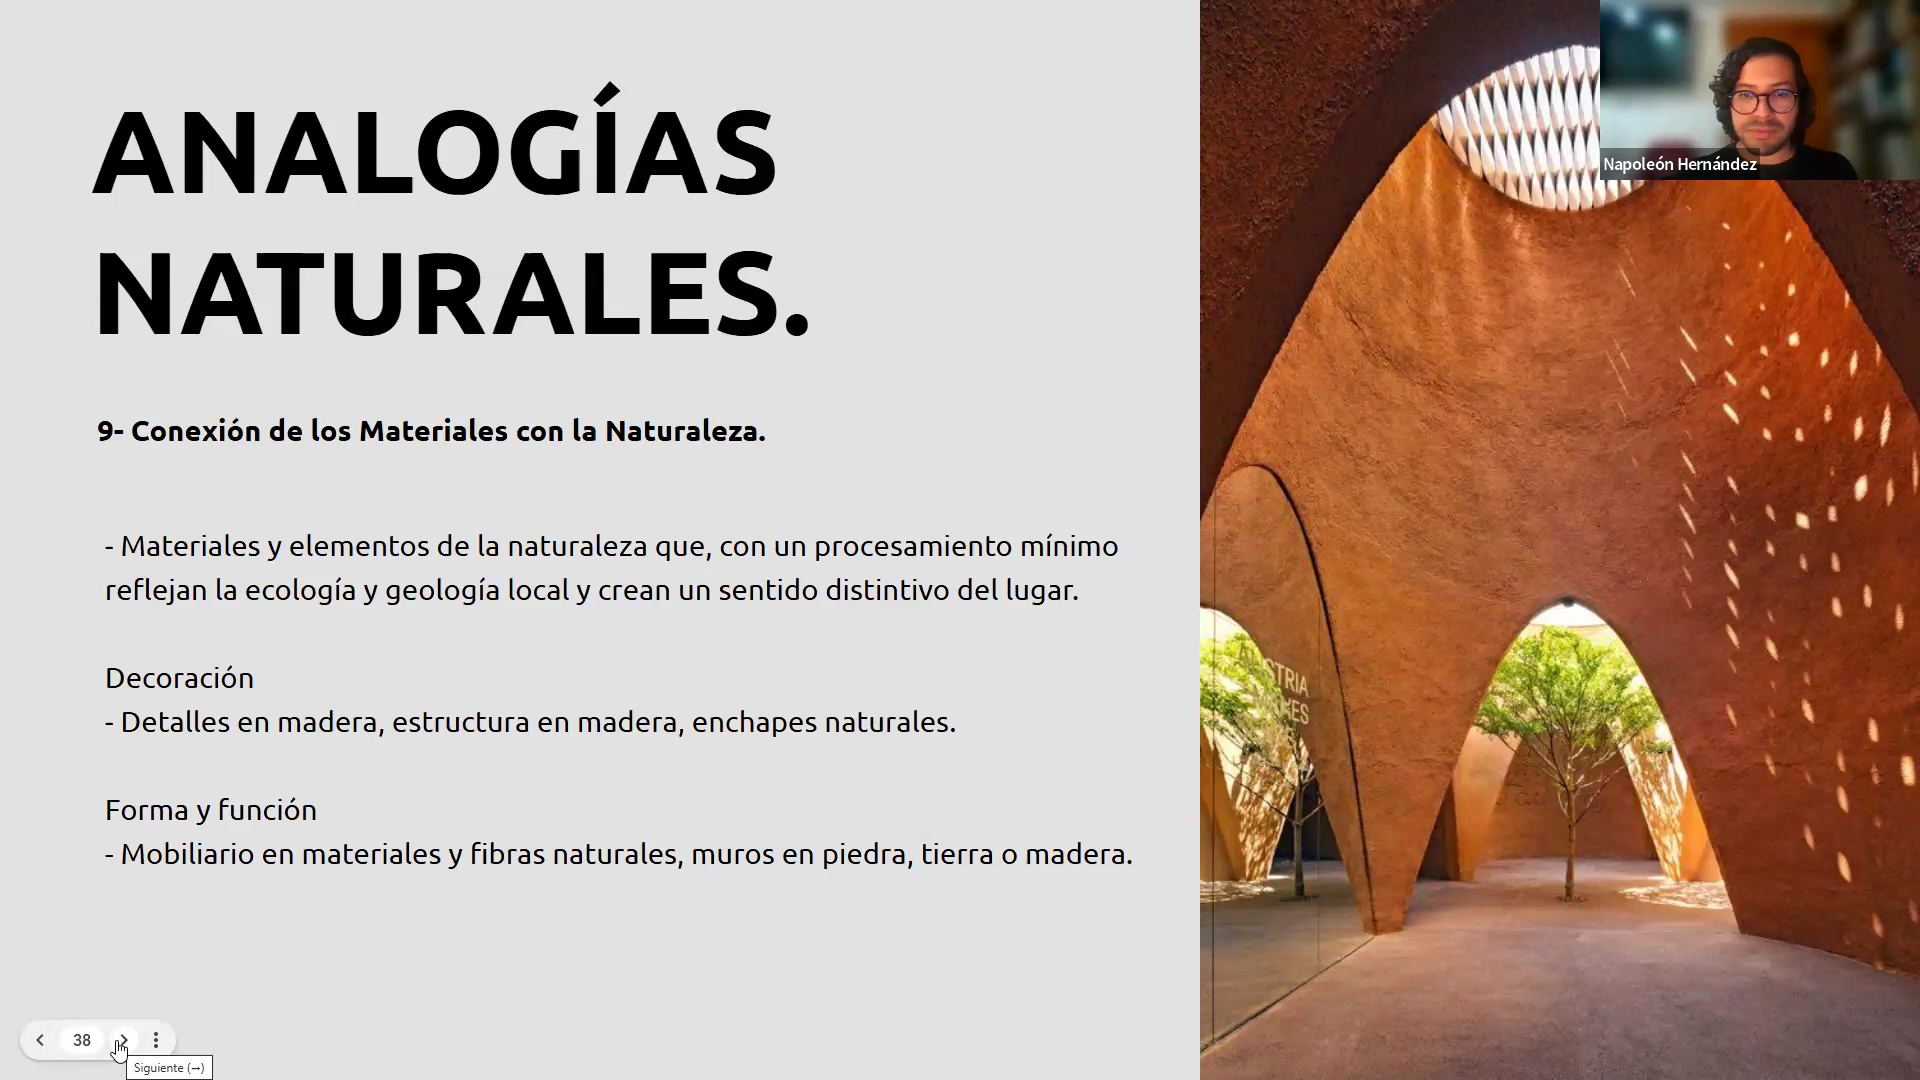 ANALOGÍAS
NATURALES.
9- Conexión de los Materiales con la Naturaleza.
- Materiales y elementos de la naturaleza que, con un procesamiento mínimo
reflejan la ecología y geología local y crean un sentido distintivo del lugar.
Decoración
- Detalles en madera, estructura en madera, enchapes naturales.
Forma y función
- Mobiliario en materiales y fibras naturales, muros en piedra, tierra o madera.
Napoleón Hernández
38
Siguiente (→)